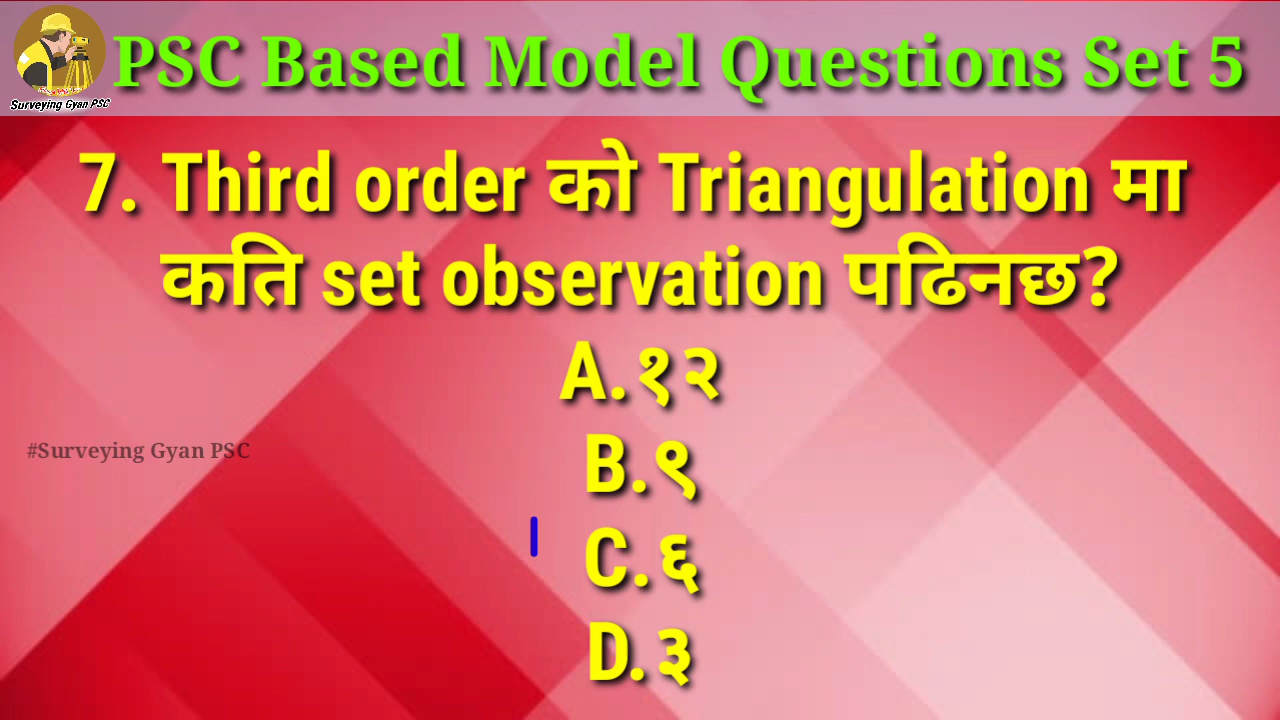 PSC Based Model Questions Set 5
Surveying Gyan PSC
7. Third order को Triangulation मा
कति set observation पढिनछ?
A.१२
B.९
#Surveying Gyan PSC
C.६
D.३